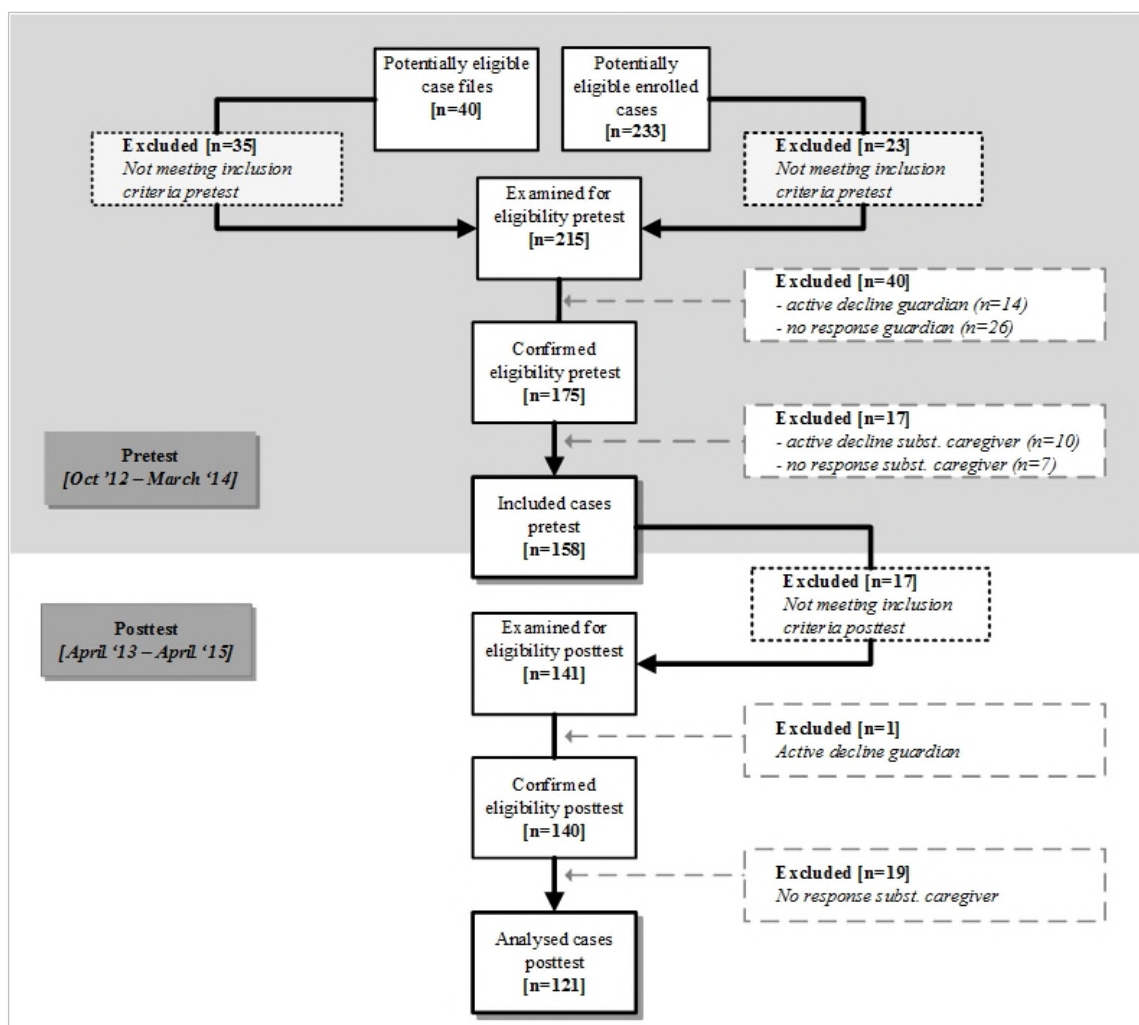 Potentially eligible
case files
[n=40]
Potentially
eligible enrolled
cases
[n=233]
Excluded [n=35]
Not meeting inclusion
criteria pretest
Excluded [n=23]
Not meeting inclusion
criteria pretest
Examined for
eligibility pretest
[n=215]
Excluded [n=40]
- active decline guardian (n=14)
- no response guardian (n=26)
Confirmed
eligibility pretest
[n=175]
Excluded [n=17]
- active decline subst. caregiver (n=10)
- no response subst. caregiver (n=7)
Pretest
[Oct ’12 – March ‘14]
Included cases
pretest
[n=158]
Excluded [n=17]
Not meeting inclusion
criteria posttest
Posttest
[April ‘13 – April ‘15]
Examined for
eligibility posttest
[n=141]
Excluded [n=1]
Active decline guardian
Confirmed
eligibility posttest
[n=140]
Excluded [n=19]
No response subst. caregiver
Analysed cases
posttest
[n=121]